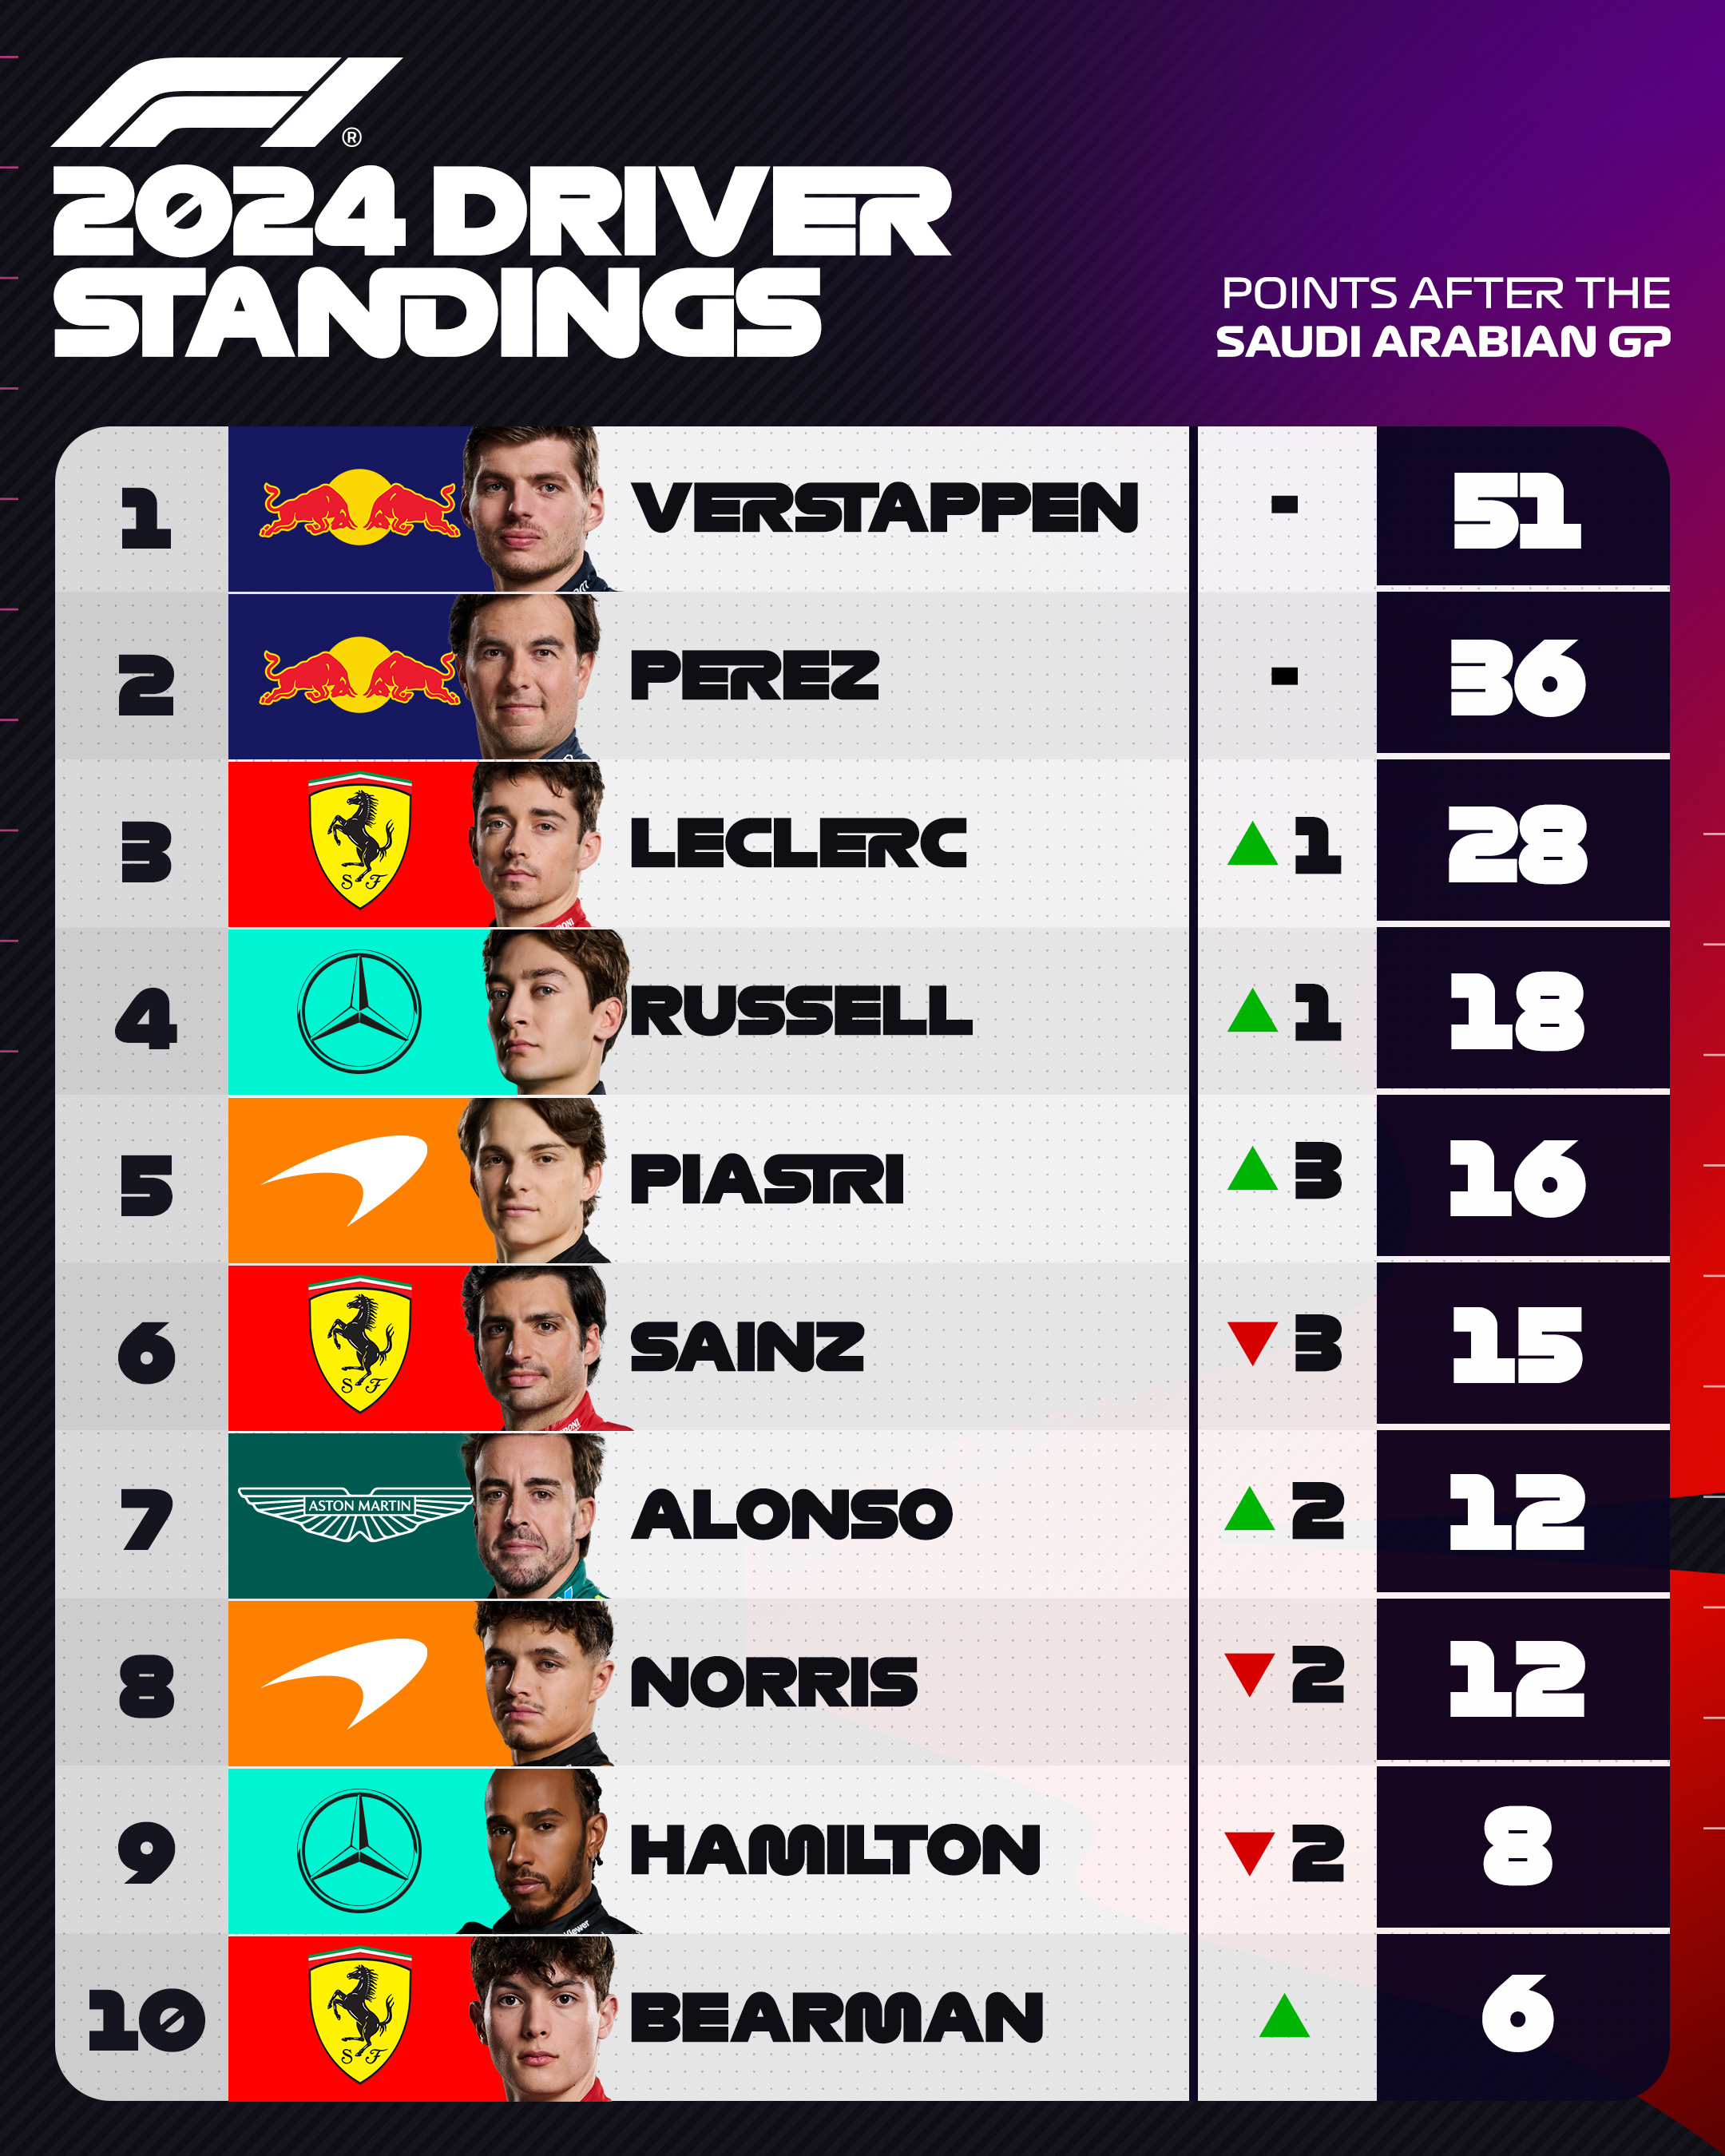 F1®
2024 DRIVER
STANDINGS
POINTS AFTER THE
SAUDI ARABIAN GP
1 VERSTAPPEN - 51
2 PEREZ - 36
3 S F LECLERC 1 28
4 RUSSELL 1 18
5 PIASTRI 3 16
6 S F SAINZ 3 15
7 ASTON MARTIN ALONSO 2 12
8 NORRIS 2 12
9 HAMILTON 2 8
10 S F BEARMAN 6